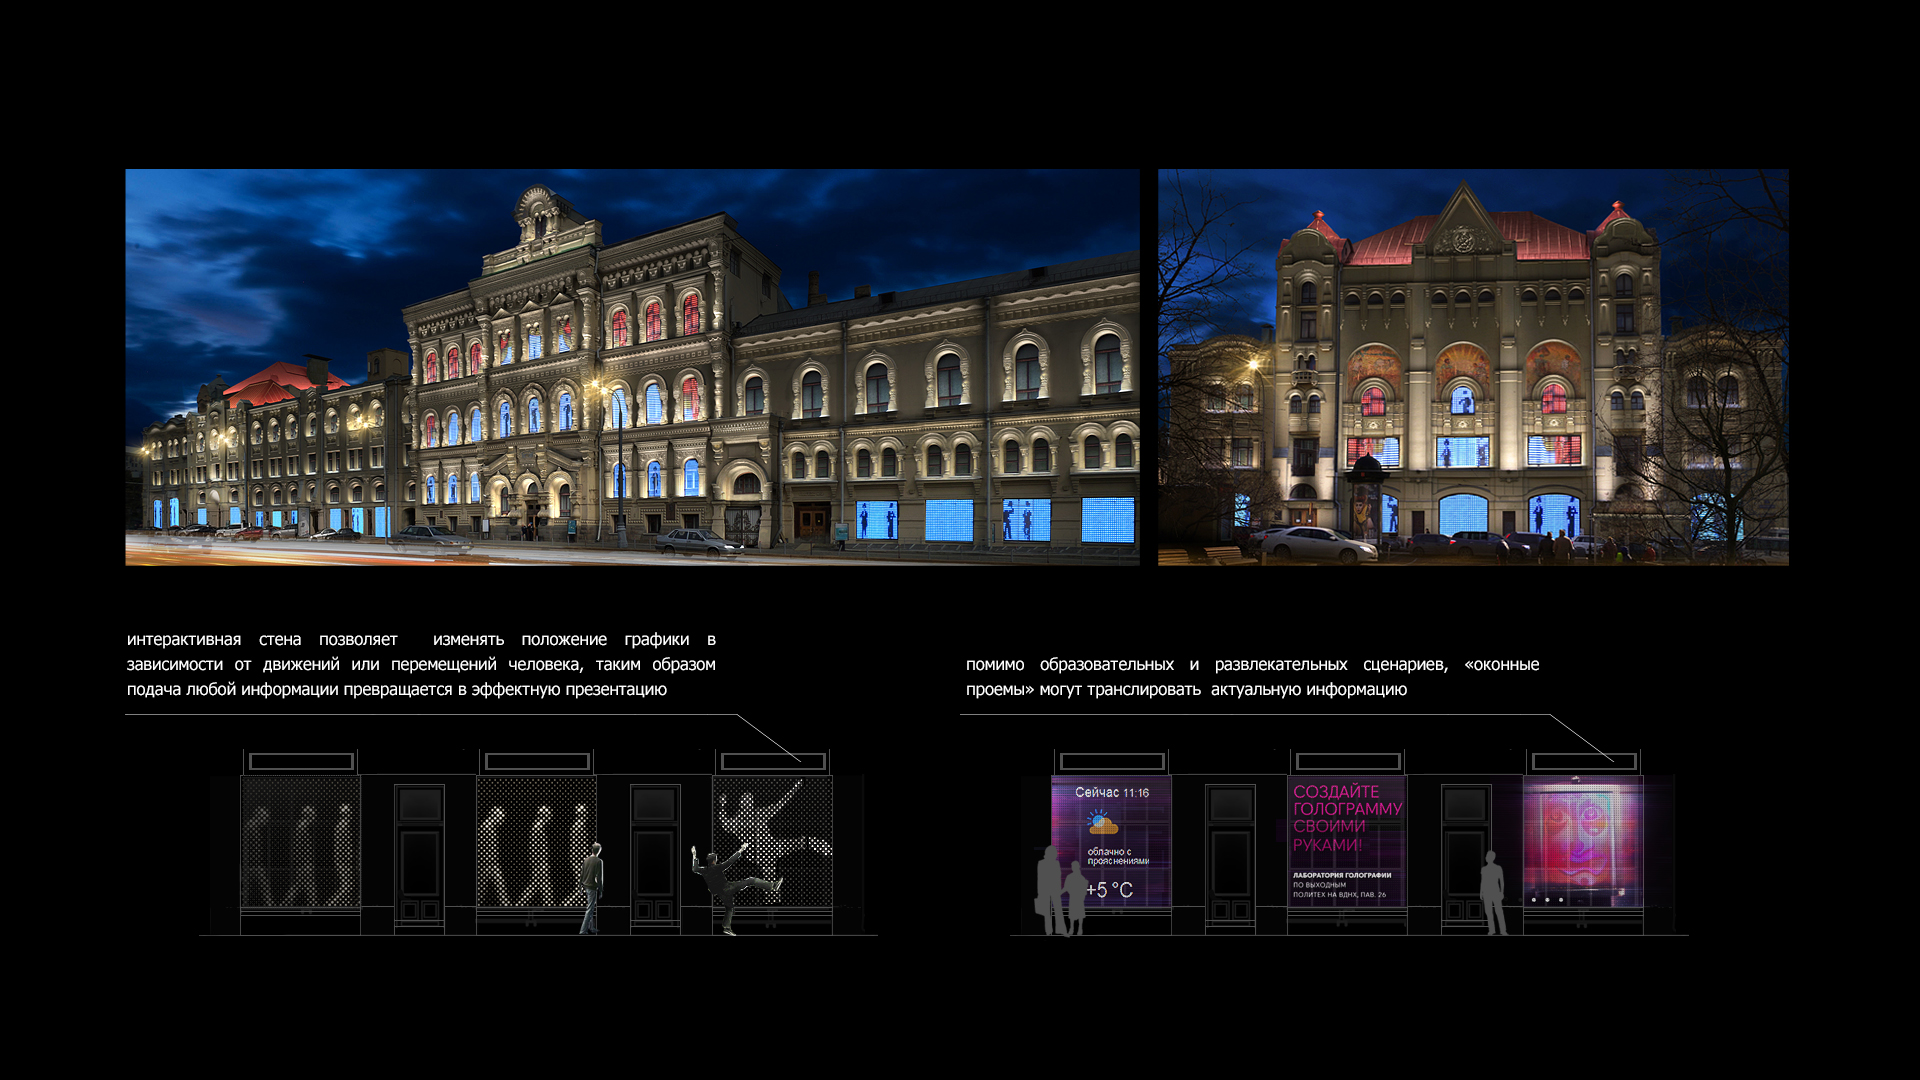 интерактивная стена позволяет изменять положение графики в
зависимости от движений или перемещений человека, таким образом
подача любой информации превращается в эффектную презентацию
помимо образовательных и развлекательных сценариев, «оконные
проемы» могут транслировать актуальную информацию
Сейчас 11:16
облачно с
прояснениями
+5 °C
СОЗДАЙТЕ
ГОЛОГРАММУ
СВОИМИ
РУКАМИ!
ЛАБОРАТОРИЯ ГОЛОГРАФИИ
ПО ВЫХОДНЫМ
ПОЛИТЕХ НА ВДНХ, ПАВ. 26